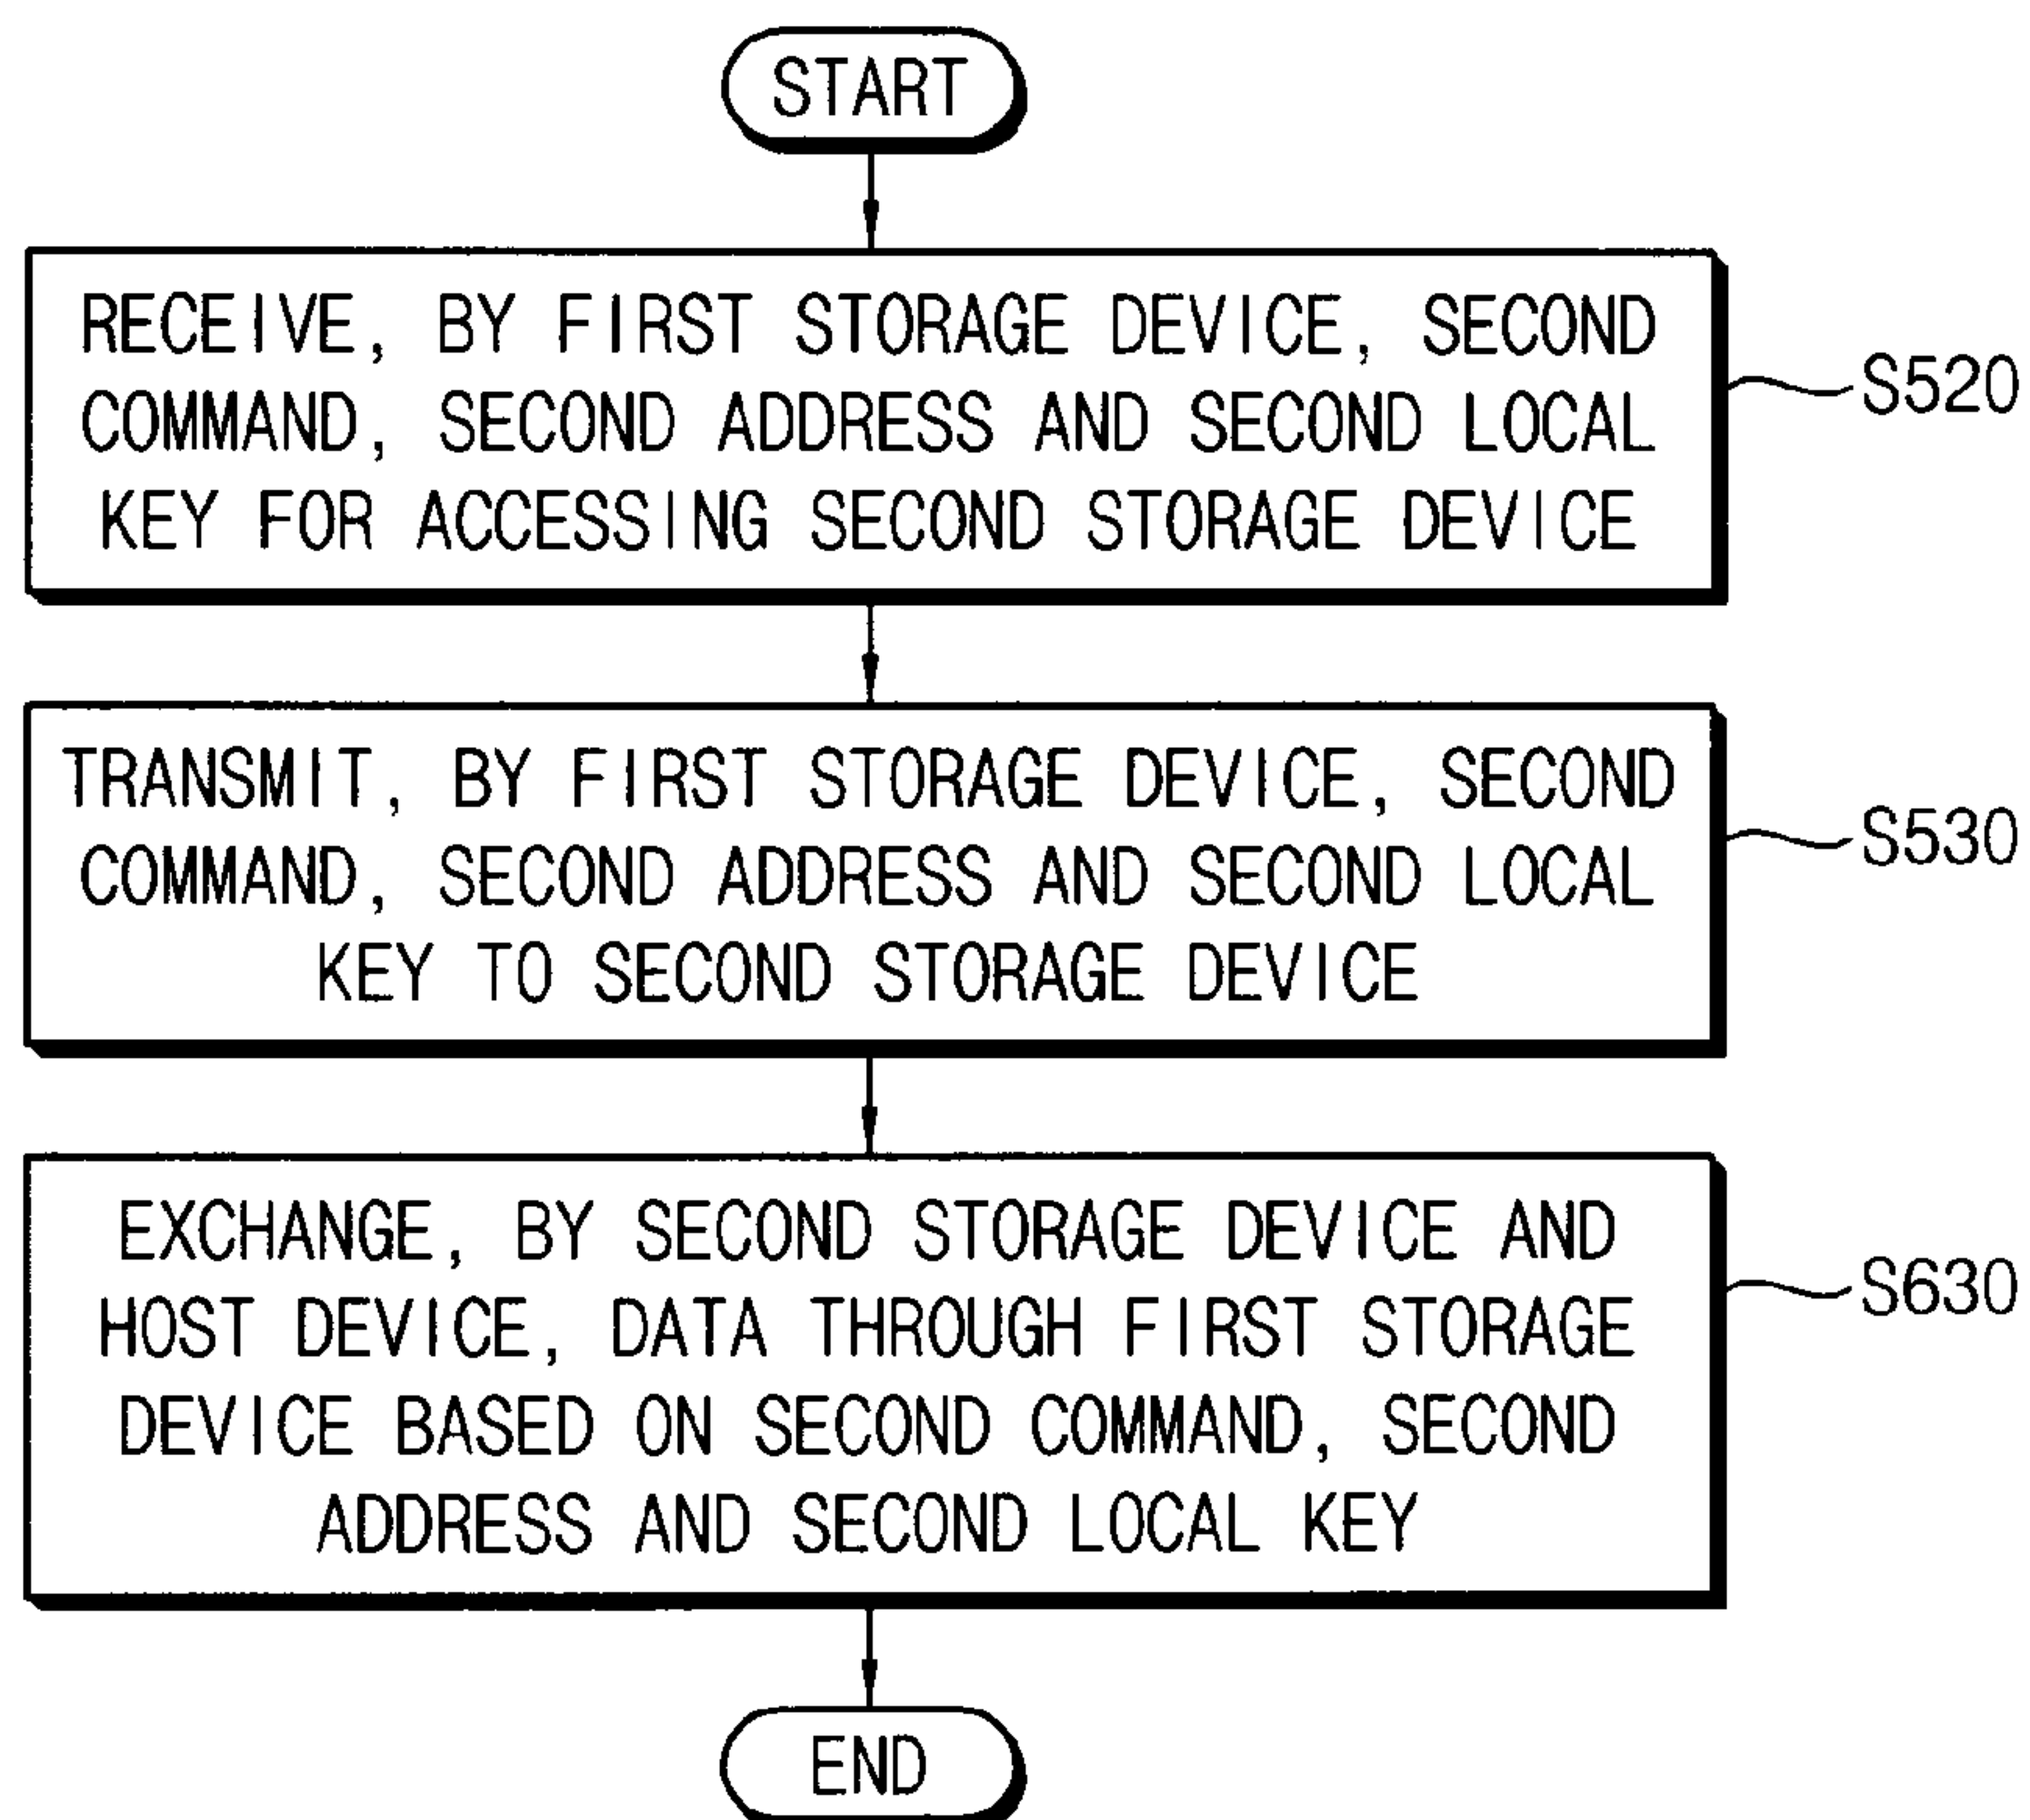 START
RECEIVE, BY FIRST STORAGE DEVICE, SECOND
COMMAND, SECOND ADDRESS AND SECOND LOCAL
KEY FOR ACCESSING SECOND STORAGE DEVICE
S520
TRANSMIT, BY FIRST STORAGE DEVICE, SECOND
COMMAND, SECOND ADDRESS AND SECOND LOCAL
KEY TO SECOND STORAGE DEVICE
S530
EXCHANGE, BY SECOND STORAGE DEVICE AND
HOST DEVICE, DATA THROUGH FIRST STORAGE
DEVICE BASED ON SECOND COMMAND, SECOND
ADDRESS AND SECOND LOCAL KEY
S630
END